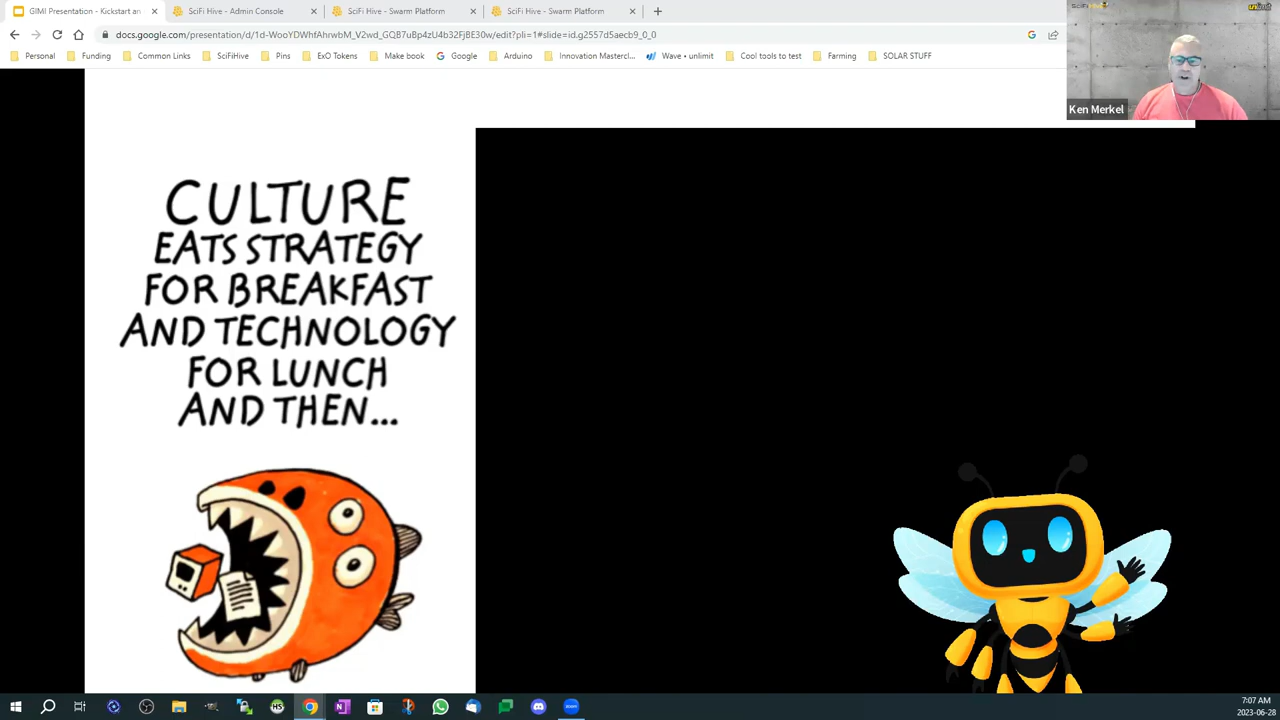 GIMI Presentation - Kickstart an
SciFi Hive - Admin Console
SciFi Hive - Swarm Platform
SciFi Hive - Swarm Platform
docs.google.com/presentation/d/1d-WooYDWhfAhrwbM_V2wd_GQB7u8p4zU4b32FjBE30w/edit?pli=1#slide=id.g2557d5aecb9_0_0
Personal
Funding
Common Links
SciFiHive
Pins
ExO Tokens
Make book
Google
Arduino
Innovation Mastercl...
Wave • unlimit
Cool tools to test
Farming
SOLAR STUFF
Ken Merkel
CULTURE
EATS STRATEGY
FOR BREAKFAST
AND TECHNOLOGY
FOR LUNCH
AND THEN...
7:07 AM
2023-06-28